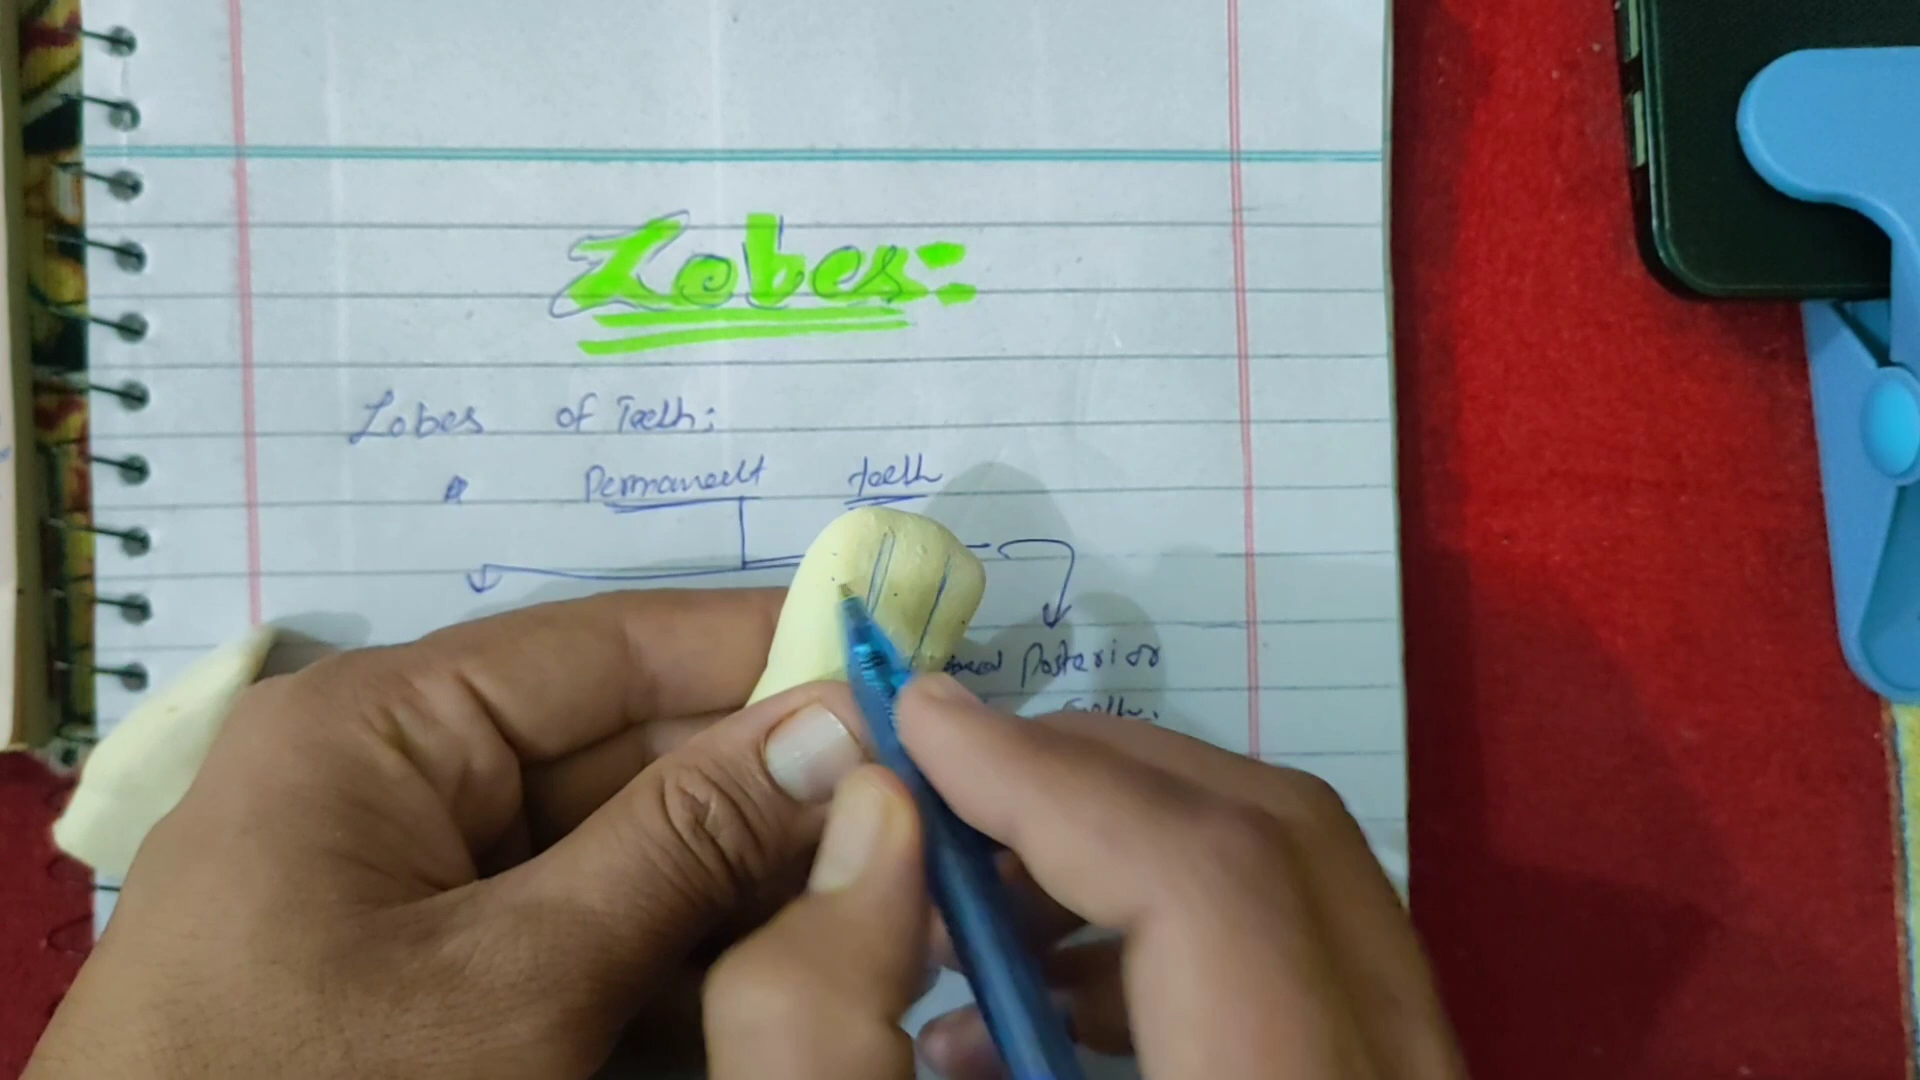 Lobes:
Lobes of Teeth:
Permanent teeth
Posterior